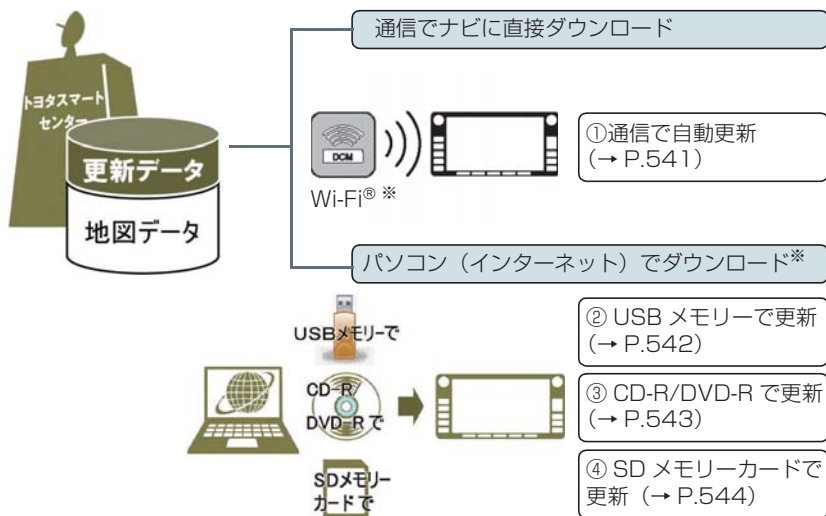 通信でナビに直接ダウンロード
トヨタスマート
センター
更新データ
地図データ
DCM
Wi-Fi® ※
①通信で自動更新
(→ P.541)
パソコン（インターネット）でダウンロード※
USBメモリーで
CD-R/
DVD-Rで
SDメモリー
カードで
② USB メモリーで更新
(→ P.542)
③ CD-R/DVD-R で更新
(→ P.543)
④ SD メモリーカードで
更新（→ P.544）